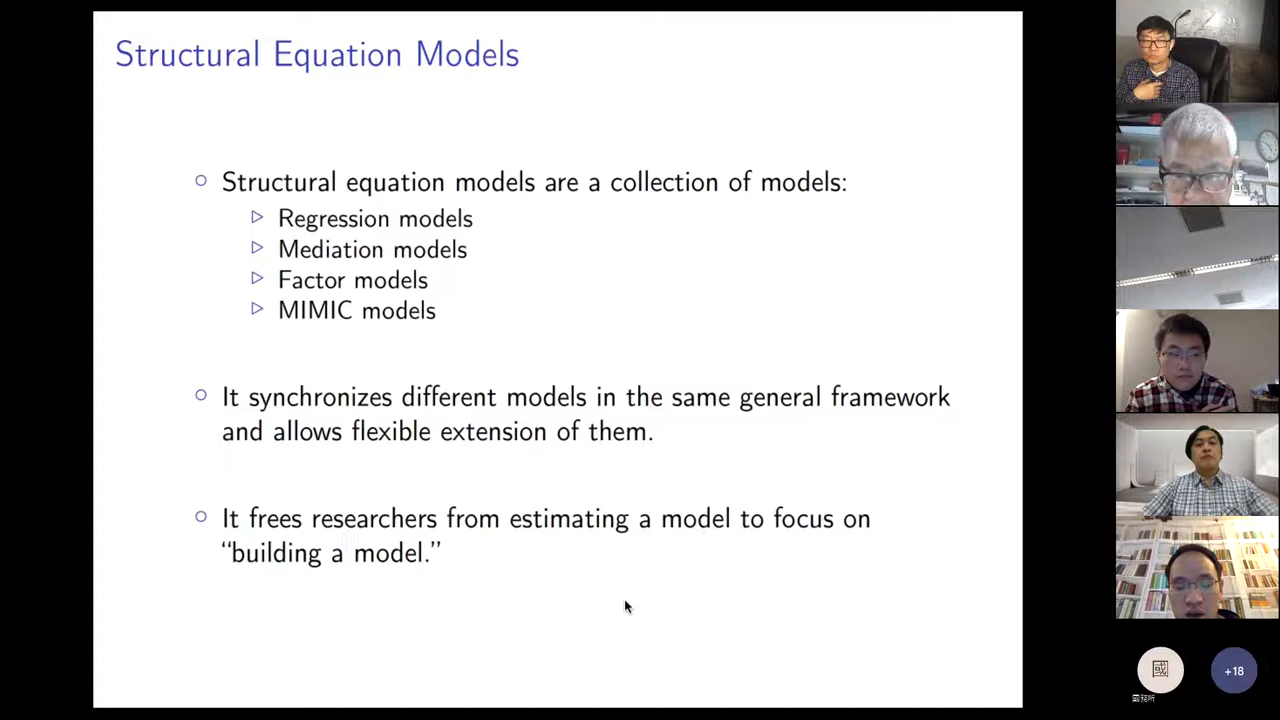 Structural Equation Models
Structural equation models are a collection of models:
Regression models
Mediation models
Factor models
MIMIC models
It synchronizes different models in the same general framework
and allows flexible extension of them.
It frees researchers from estimating a model to focus on
“building a model.”
國
+18